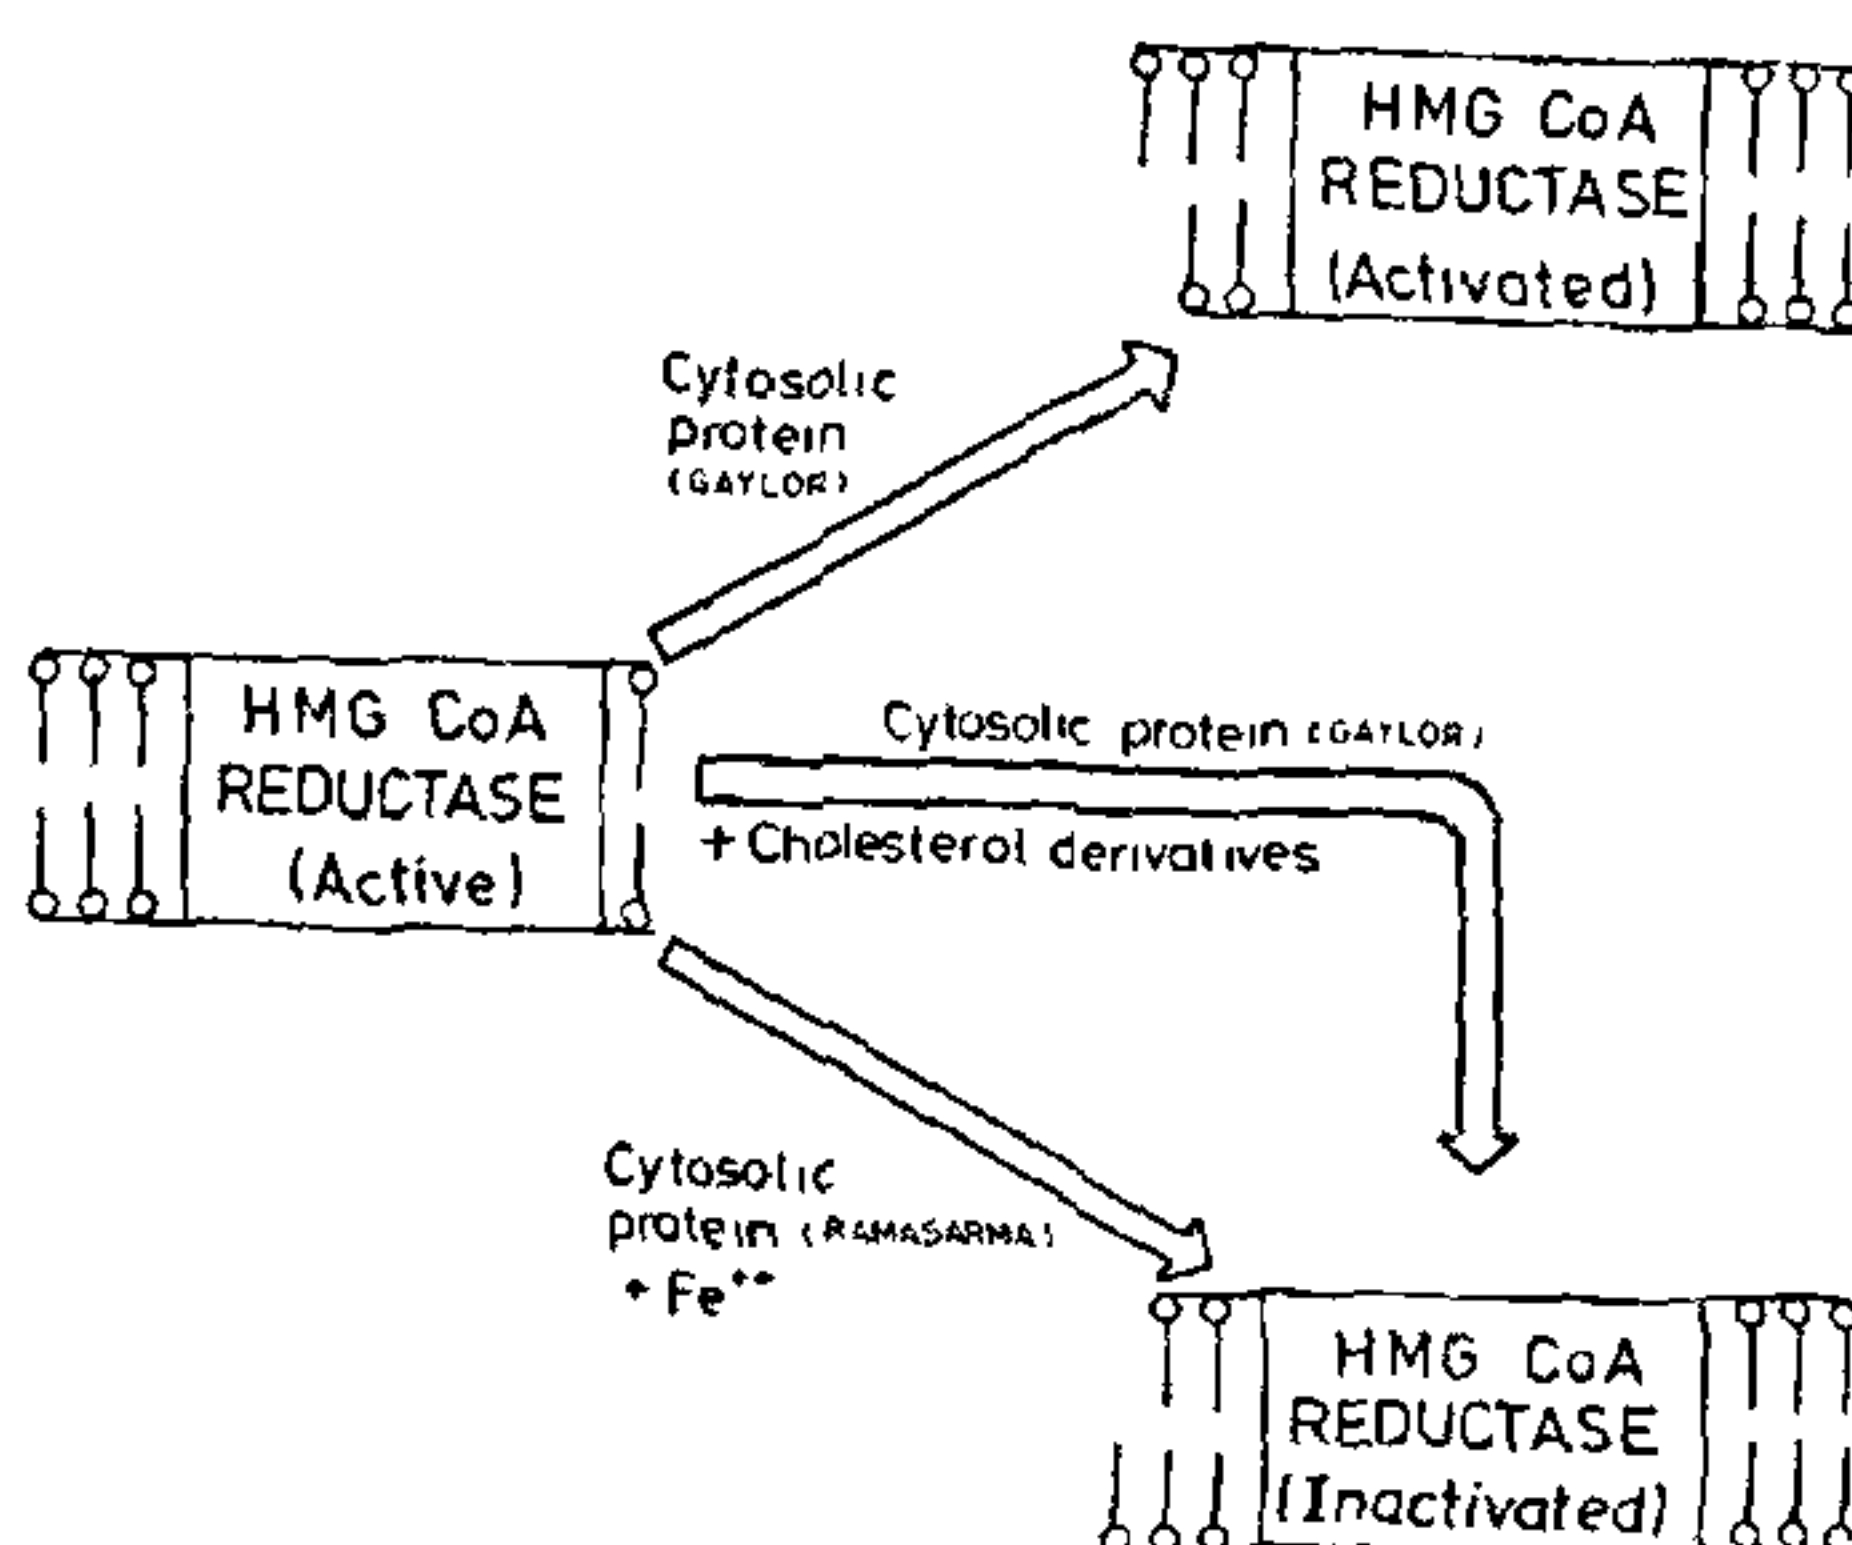 HMG CoA
REDUCTASE
(Activated)
Cytosolic
protein
(GAYLOR)
HMG CoA
REDUCTASE
(Active)
Cytosolic protein (GAYLOR)
+ Cholesterol derivatives
Cytosolic
protein (RAMASARMA)
+ Fe⁺⁺
HMG CoA
REDUCTASE
(Inactivated)